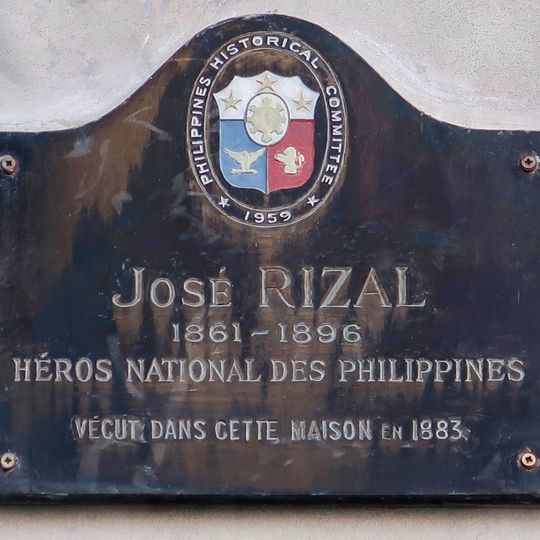 PHILIPPINES HISTORICAL COMMITTEE
1959
JOSÉ RIZAL
1861-1896
HÉROS NATIONAL DES PHILIPPINES
VÉCUT DANS CETTE MAISON EN 1883